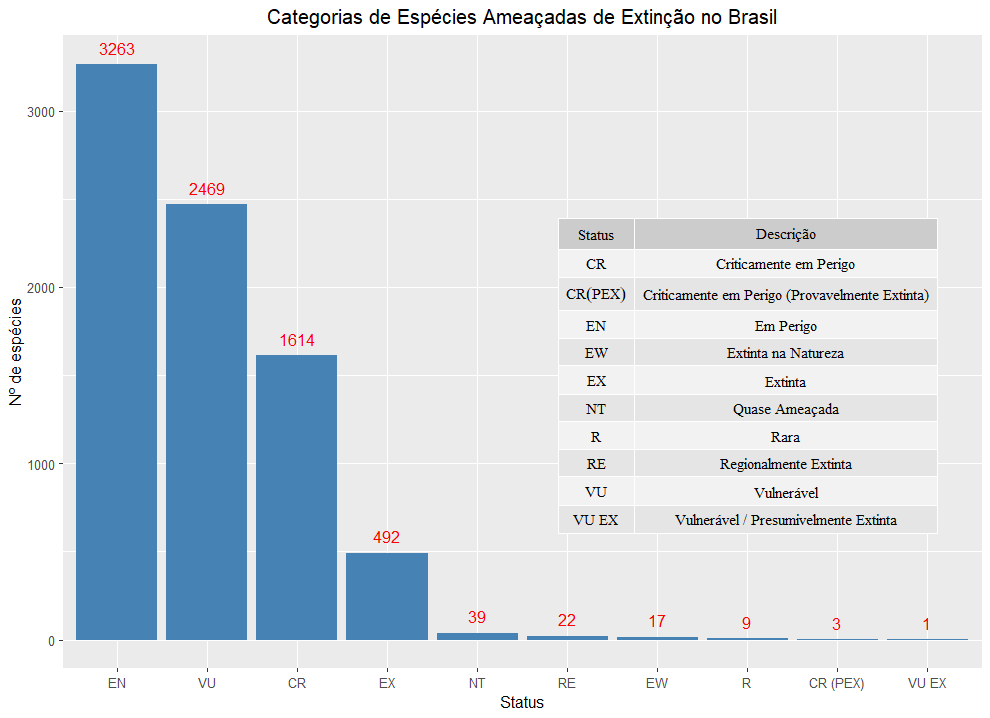 Categorias de Espécies Ameaçadas de Extinção no Brasil
3263
3000
2469
Status Descrição
CR Criticamente em Perigo
CR(PEX) Criticamente em Perigo (Provavelmente Extinta)
EN Em Perigo
EW Extinta na Natureza
EX Extinta
NT Quase Ameaçada
R Rara
RE Regionalmente Extinta
VU Vulnerável
VU EX Vulnerável / Presumivelmente Extinta
2000
1614
Nº de espécies
1000
492
39 22 17 9 3 1
0
EN VU CR EX NT RE EW R CR (PEX) VU EX
Status